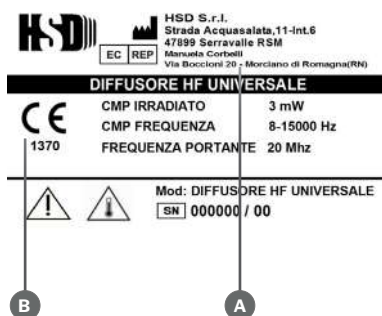 HSD
HSD S.r.l.
Strada Acquasalata,11-Int.6
47899 Serravalle RSM
EC REP
Manuela Corbelli
Via Boccioni 20 - Morciano di Romagna(RN)
DIFFUSORE HF UNIVERSALE
CE
1370
CMP IRRADIATO 3 mW
CMP FREQUENZA 8-15000 Hz
FREQUENZA PORTANTE 20 Mhz
Mod: DIFFUSORE HF UNIVERSALE
SN 000000 / 00
B
A